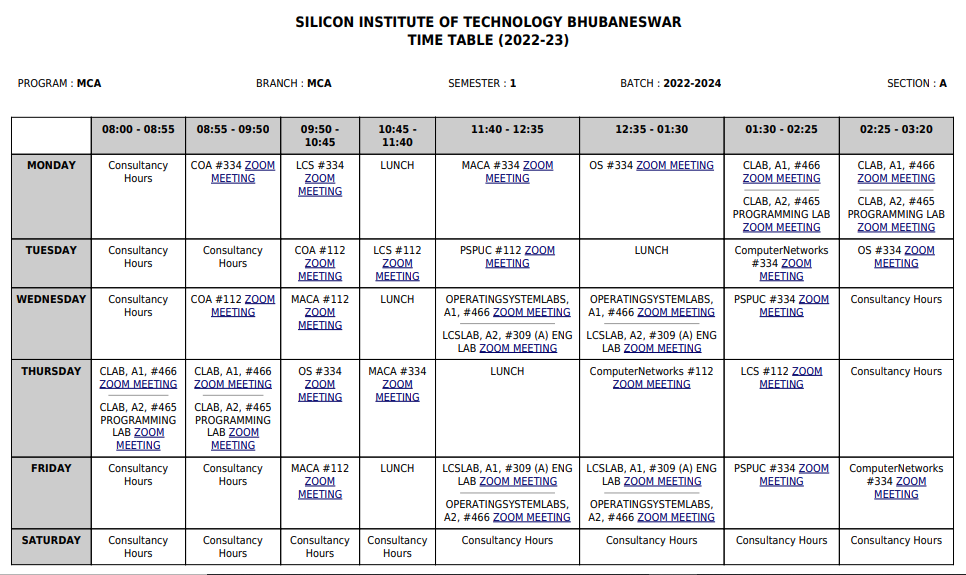 SILICON INSTITUTE OF TECHNOLOGY BHUBANESWAR
TIME TABLE (2022-23)
PROGRAM : MCA BRANCH : MCA SEMESTER : 1 BATCH : 2022-2024 SECTION : A
08:00 - 08:55
08:55 - 09:50
09:50 -
10:45
10:45 -
11:40
11:40 - 12:35
12:35 - 01:30
01:30 - 02:25
02:25 - 03:20
MONDAY
Consultancy
Hours
COA #334 ZOOM
MEETING
LCS #334
ZOOM
MEETING
LUNCH
MACA #334 ZOOM
MEETING
OS #334 ZOOM MEETING
CLAB, A1, #466
ZOOM MEETING
CLAB, A2, #465
PROGRAMMING LAB
ZOOM MEETING
CLAB, A1, #466
ZOOM MEETING
CLAB, A2, #465
PROGRAMMING LAB
ZOOM MEETING
TUESDAY
Consultancy
Hours
Consultancy
Hours
COA #112
ZOOM
MEETING
LCS #112
ZOOM
MEETING
PSPUC #112 ZOOM
MEETING
LUNCH
ComputerNetworks
#334 ZOOM
MEETING
OS #334 ZOOM
MEETING
WEDNESDAY
Consultancy
Hours
COA #112 ZOOM
MEETING
MACA #112
ZOOM
MEETING
LUNCH
OPERATINGSYSTEMLABS,
A1, #466 ZOOM MEETING
LCSLAB, A2, #309 (A) ENG
LAB ZOOM MEETING
OPERATINGSYSTEMLABS,
A1, #466 ZOOM MEETING
LCSLAB, A2, #309 (A) ENG
LAB ZOOM MEETING
PSPUC #334 ZOOM
MEETING
Consultancy Hours
THURSDAY
CLAB, A1, #466
ZOOM MEETING
CLAB, A2, #465
PROGRAMMING
LAB ZOOM
MEETING
CLAB, A1, #466
ZOOM MEETING
CLAB, A2, #465
PROGRAMMING
LAB ZOOM
MEETING
OS #334
ZOOM
MEETING
MACA #334
ZOOM
MEETING
LUNCH
ComputerNetworks #112
ZOOM MEETING
LCS #112 ZOOM
MEETING
Consultancy Hours
FRIDAY
Consultancy
Hours
Consultancy
Hours
MACA #112
ZOOM
MEETING
LUNCH
LCSLAB, A1, #309 (A) ENG
LAB ZOOM MEETING
OPERATINGSYSTEMLABS,
A2, #466 ZOOM MEETING
LCSLAB, A1, #309 (A) ENG
LAB ZOOM MEETING
OPERATINGSYSTEMLABS,
A2, #466 ZOOM MEETING
PSPUC #334 ZOOM
MEETING
ComputerNetworks
#334 ZOOM
MEETING
SATURDAY
Consultancy
Hours
Consultancy
Hours
Consultancy
Hours
Consultancy
Hours
Consultancy Hours
Consultancy Hours
Consultancy Hours
Consultancy Hours